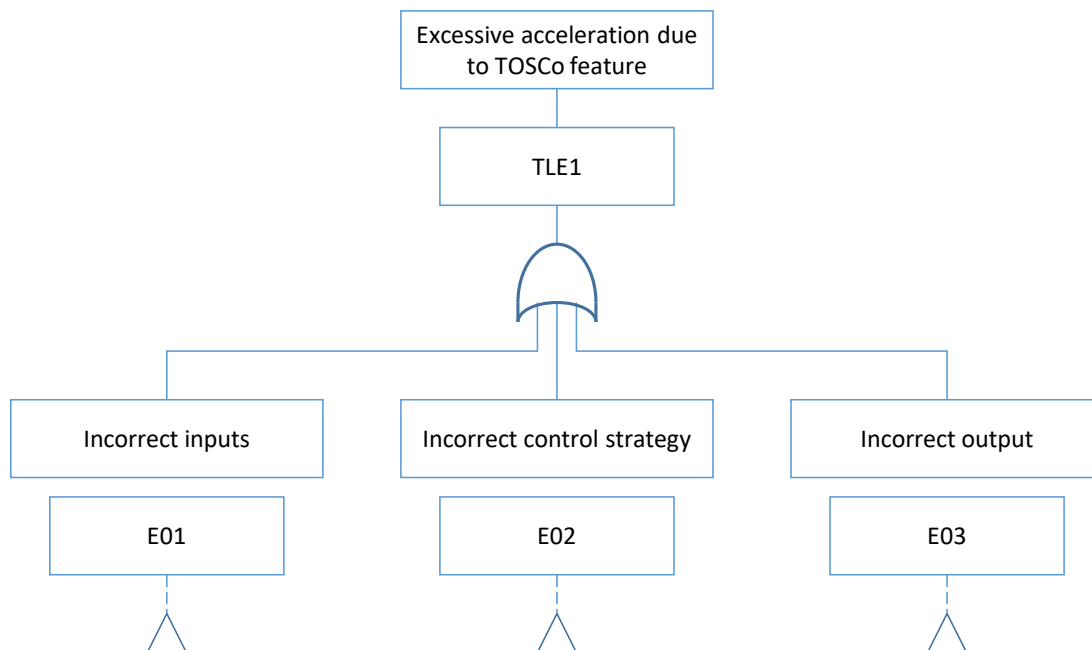 Excessive acceleration due
to TOSCo feature
TLE1
Incorrect inputs
Incorrect control strategy
Incorrect output
E01
E02
E03